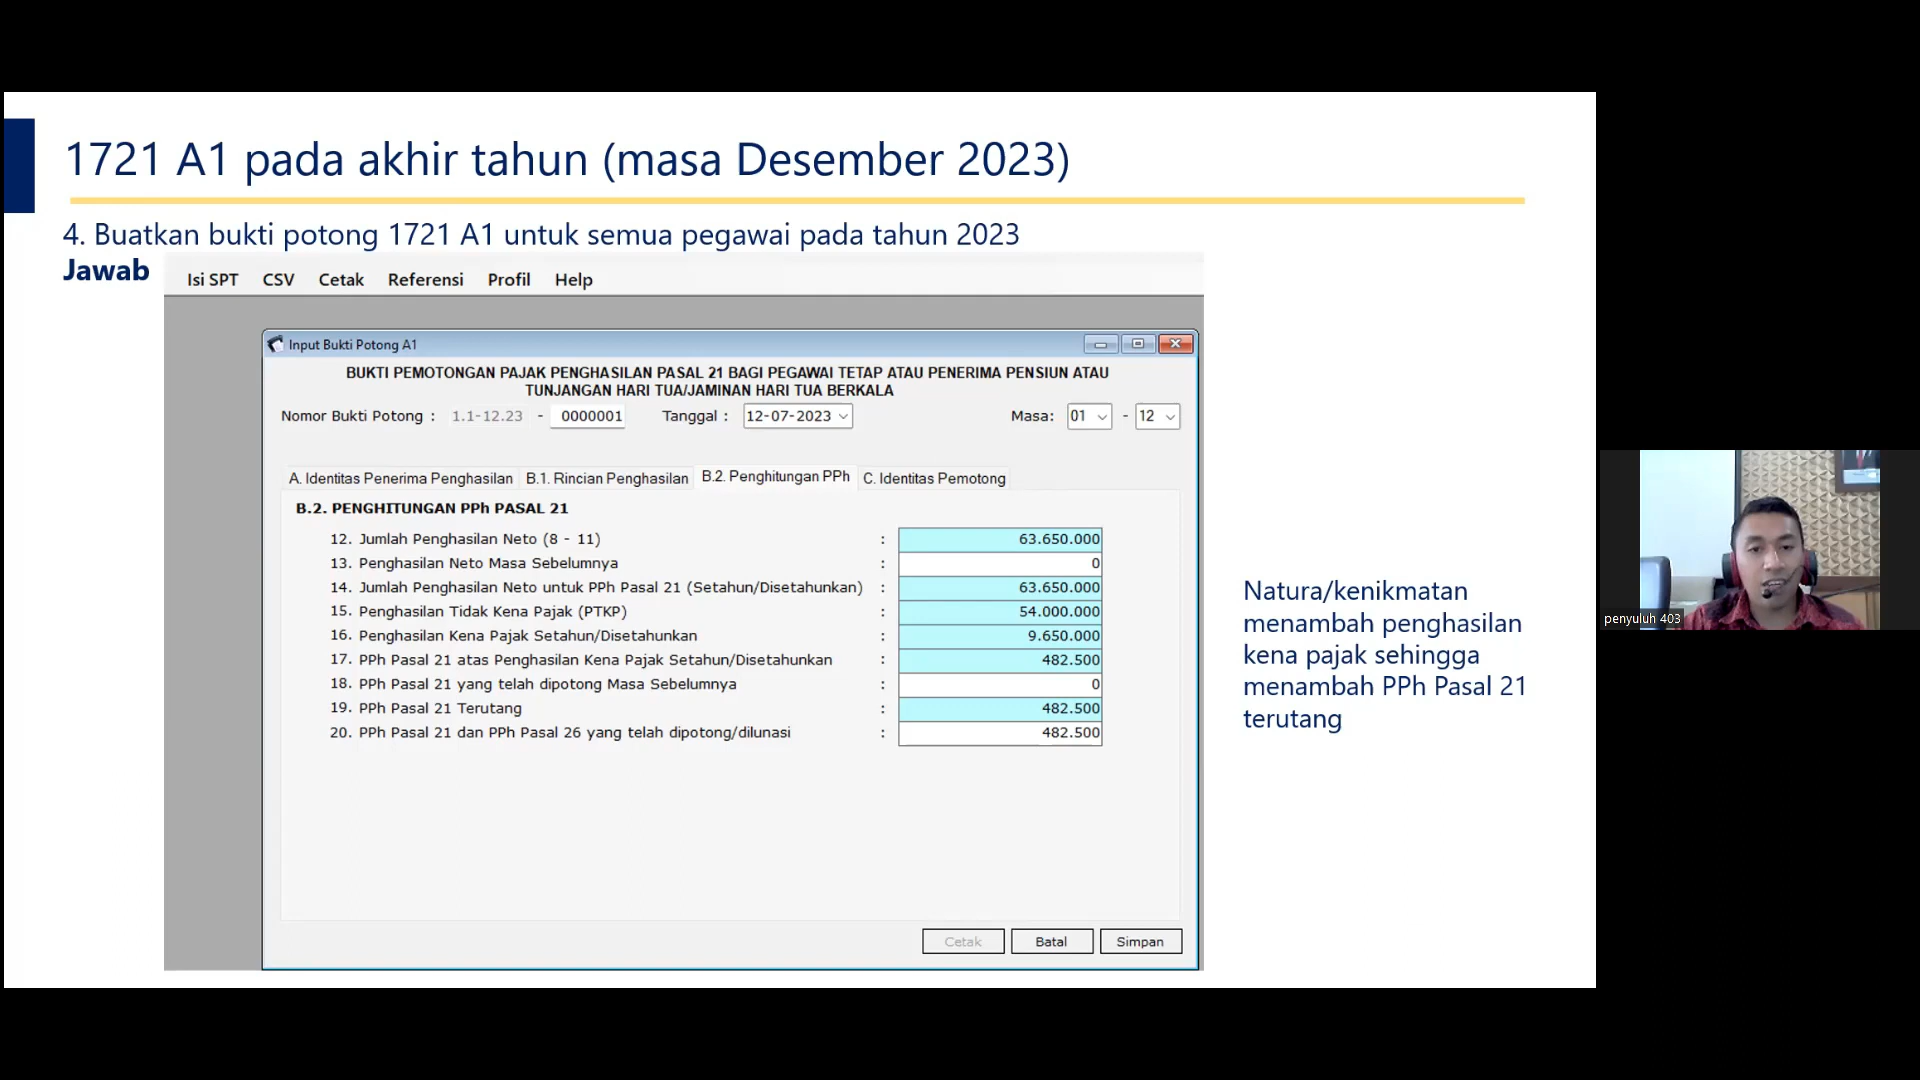 1721 A1 pada akhir tahun (masa Desember 2023)
4. Buatkan bukti potong 1721 A1 untuk semua pegawai pada tahun 2023
Jawab
Isi SPT CSV Cetak Referensi Profil Help
Input Bukti Potong A1
BUKTI PEMOTONGAN PAJAK PENGHASILAN PASAL 21 BAGI PEGAWAI TETAP ATAU PENERIMA PENSIUN ATAU
TUNJANGAN HARI TUA/JAMINAN HARI TUA BERKALA
Nomor Bukti Potong : 1.1-12.23 - 0000001 Tanggal : 12-07-2023 Masa: 01 - 12
A. Identitas Penerima Penghasilan B.1. Rincian Penghasilan B.2. Penghitungan PPh C. Identitas Pemotong
B.2. PENGHITUNGAN PPh PASAL 21
12. Jumlah Penghasilan Neto (8 - 11) : 63.650.000
13. Penghasilan Neto Masa Sebelumnya : 0
14. Jumlah Penghasilan Neto untuk PPh Pasal 21 (Setahun/Disetahunkan) : 63.650.000
15. Penghasilan Tidak Kena Pajak (PTKP) : 54.000.000
16. Penghasilan Kena Pajak Setahun/Disetahunkan : 9.650.000
17. PPh Pasal 21 atas Penghasilan Kena Pajak Setahun/Disetahunkan : 482.500
18. PPh Pasal 21 yang telah dipotong Masa Sebelumnya : 0
19. PPh Pasal 21 Terutang : 482.500
20. PPh Pasal 21 dan PPh Pasal 26 yang telah dipotong/dilunasi : 482.500
Cetak Batal Simpan
Natura/kenikmatan
menambah penghasilan
kena pajak sehingga
menambah PPh Pasal 21
terutang
penyuluh 403